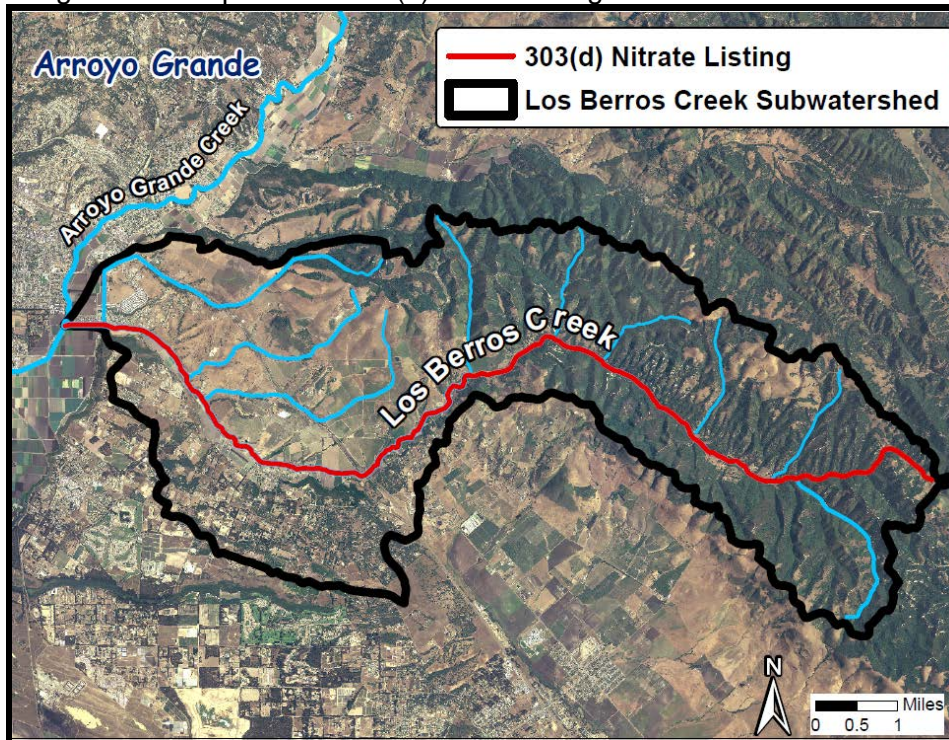 Arroyo Grande
303(d) Nitrate Listing
Los Berros Creek Subwatershed
Arroyo Grande Creek
Los Berros Creek
N
Miles
0 0.5 1